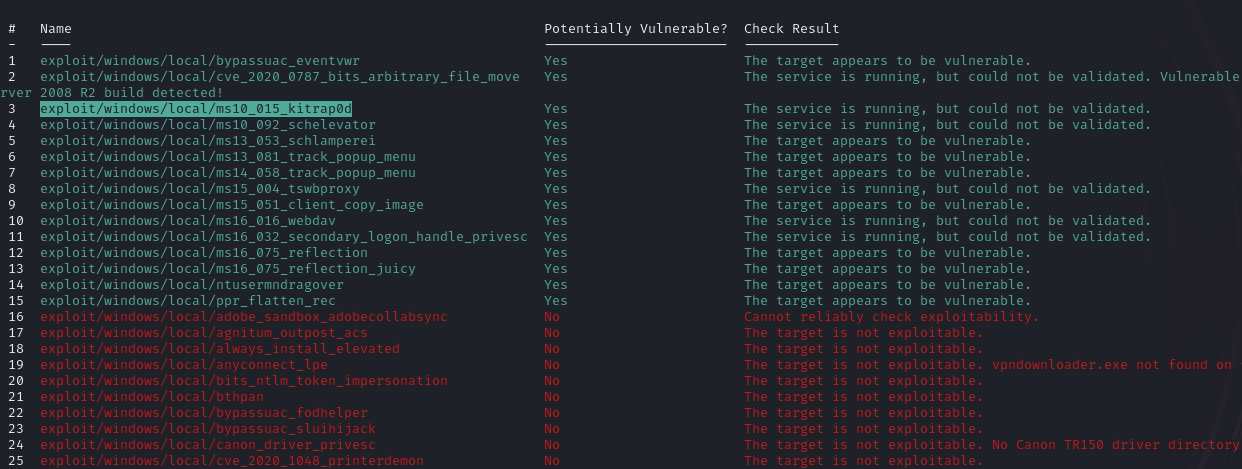 # Name Potentially Vulnerable? Check Result
- ---- ----------------------- ------------
1 exploit/windows/local/bypassuac_eventvwr Yes The target appears to be vulnerable.
2 exploit/windows/local/cve_2020_0787_bits_arbitrary_file_move Yes The service is running, but could not be validated. Vulnerable
rver 2008 R2 build detected!
3 exploit/windows/local/ms10_015_kitrap0d Yes The service is running, but could not be validated.
4 exploit/windows/local/ms10_092_schelevator Yes The service is running, but could not be validated.
5 exploit/windows/local/ms13_053_schlamperei Yes The target appears to be vulnerable.
6 exploit/windows/local/ms13_081_track_popup_menu Yes The target appears to be vulnerable.
7 exploit/windows/local/ms14_058_track_popup_menu Yes The target appears to be vulnerable.
8 exploit/windows/local/ms15_004_tswbproxy Yes The service is running, but could not be validated.
9 exploit/windows/local/ms15_051_client_copy_image Yes The target appears to be vulnerable.
10 exploit/windows/local/ms16_016_webdav Yes The service is running, but could not be validated.
11 exploit/windows/local/ms16_032_secondary_logon_handle_privesc Yes The service is running, but could not be validated.
12 exploit/windows/local/ms16_075_reflection Yes The target appears to be vulnerable.
13 exploit/windows/local/ms16_075_reflection_juicy Yes The target appears to be vulnerable.
14 exploit/windows/local/ntusermndragover Yes The target appears to be vulnerable.
15 exploit/windows/local/ppr_flatten_rec Yes The target appears to be vulnerable.
16 exploit/windows/local/adobe_sandbox_adobecollabsync No Cannot reliably check exploitability.
17 exploit/windows/local/agnitum_outpost_acs No The target is not exploitable.
18 exploit/windows/local/always_install_elevated No The target is not exploitable.
19 exploit/windows/local/anyconnect_lpe No The target is not exploitable. vpndownloader.exe not found on
20 exploit/windows/local/bits_ntlm_token_impersonation No The target is not exploitable.
21 exploit/windows/local/bthpan No The target is not exploitable.
22 exploit/windows/local/bypassuac_fodhelper No The target is not exploitable.
23 exploit/windows/local/bypassuac_sluihijack No The target is not exploitable.
24 exploit/windows/local/canon_driver_privesc No The target is not exploitable. No Canon TR150 driver directory
25 exploit/windows/local/cve_2020_1048_printerdemon No The target is not exploitable.